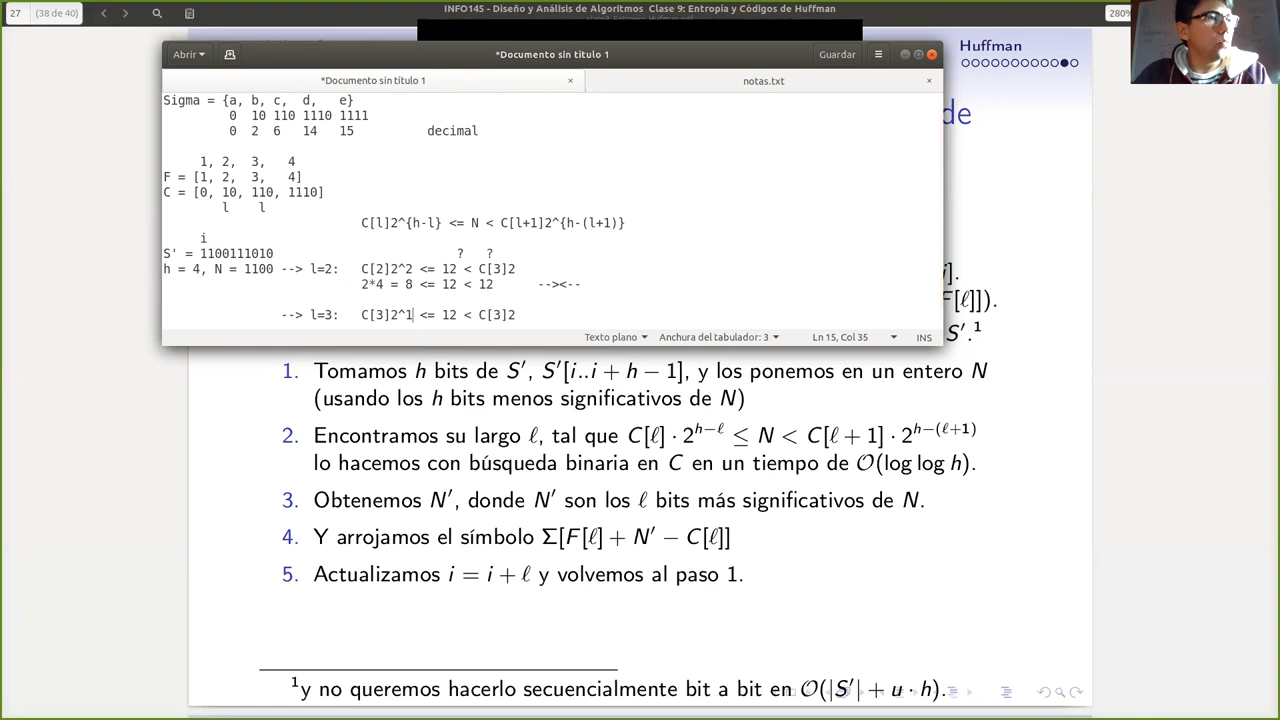 27 (38 de 40)
INFO145 - Diseño y Análisis de Algoritmos Clase 9: Entropía y Códigos de Huffman
280%
Abrir
*Documento sin título 1
Guardar
*Documento sin título 1 ×
notas.txt ×
Huffman
de
Sigma = {a, b, c, d, e}
0 10 110 1110 1111
0 2 6 14 15 decimal
1, 2, 3, 4
F = [1, 2, 3, 4]
C = [0, 10, 110, 1110]
l l
C[l]2^{h-l} <= N < C[l+1]2^{h-(l+1)}
i
S' = 1100111010 ? ?
h = 4, N = 1100 --> l=2: C[2]2^2 <= 12 < C[3]2
2*4 = 8 <= 12 < 12 --><--
--> l=3: C[3]2^1 <= 12 < C[3]2
i].
F[ℓ]]).
S′.¹
Texto plano Anchura del tabulador: 3 Ln 15, Col 35 INS
1. Tomamos h bits de S′, S′[i..i + h − 1], y los ponemos en un entero N
(usando los h bits menos significativos de N)
2. Encontramos su largo ℓ, tal que C[ℓ] · 2^{h−ℓ} ≤ N < C[ℓ + 1] · 2^{h−(ℓ+1)}
lo hacemos con búsqueda binaria en C en un tiempo de O(log log h).
3. Obtenemos N′, donde N′ son los ℓ bits más significativos de N.
4. Y arrojamos el símbolo Σ[F[ℓ] + N′ − C[ℓ]]
5. Actualizamos i = i + ℓ y volvemos al paso 1.
¹y no queremos hacerlo secuencialmente bit a bit en O(|S′| + u · h).